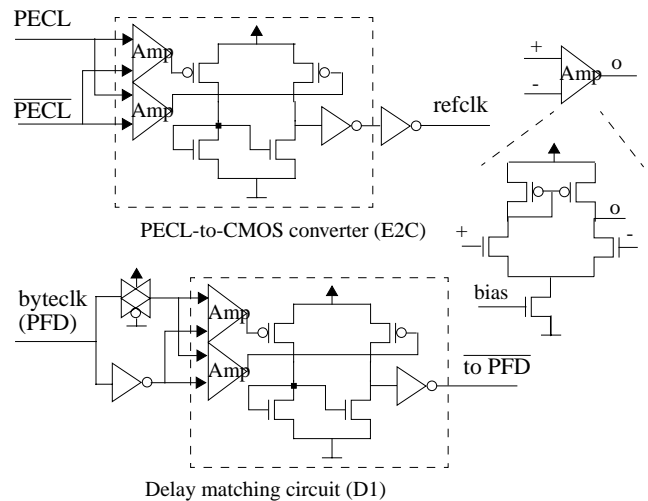 PECL
Amp
+
Amp
o
-
PECL
Amp
refclk
PECL-to-CMOS converter (E2C)
o
+
-
bias
byteclk
(PFD)
Amp
Amp
to PFD
Delay matching circuit (D1)